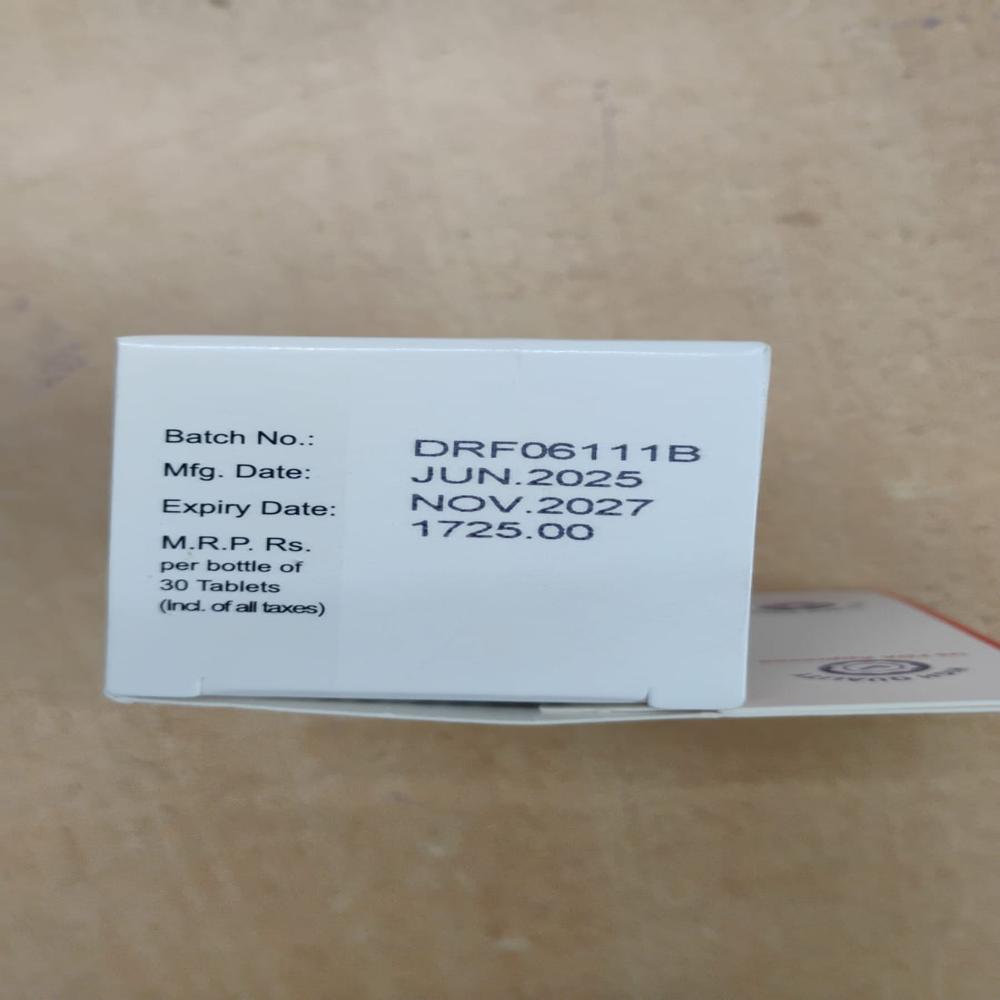 Batch No.: DRF06111B
Mfg. Date: JUN.2025
Expiry Date: NOV.2027
M.R.P. Rs. 1725.00
per bottle of
30 Tablets
(Incl. of all taxes)